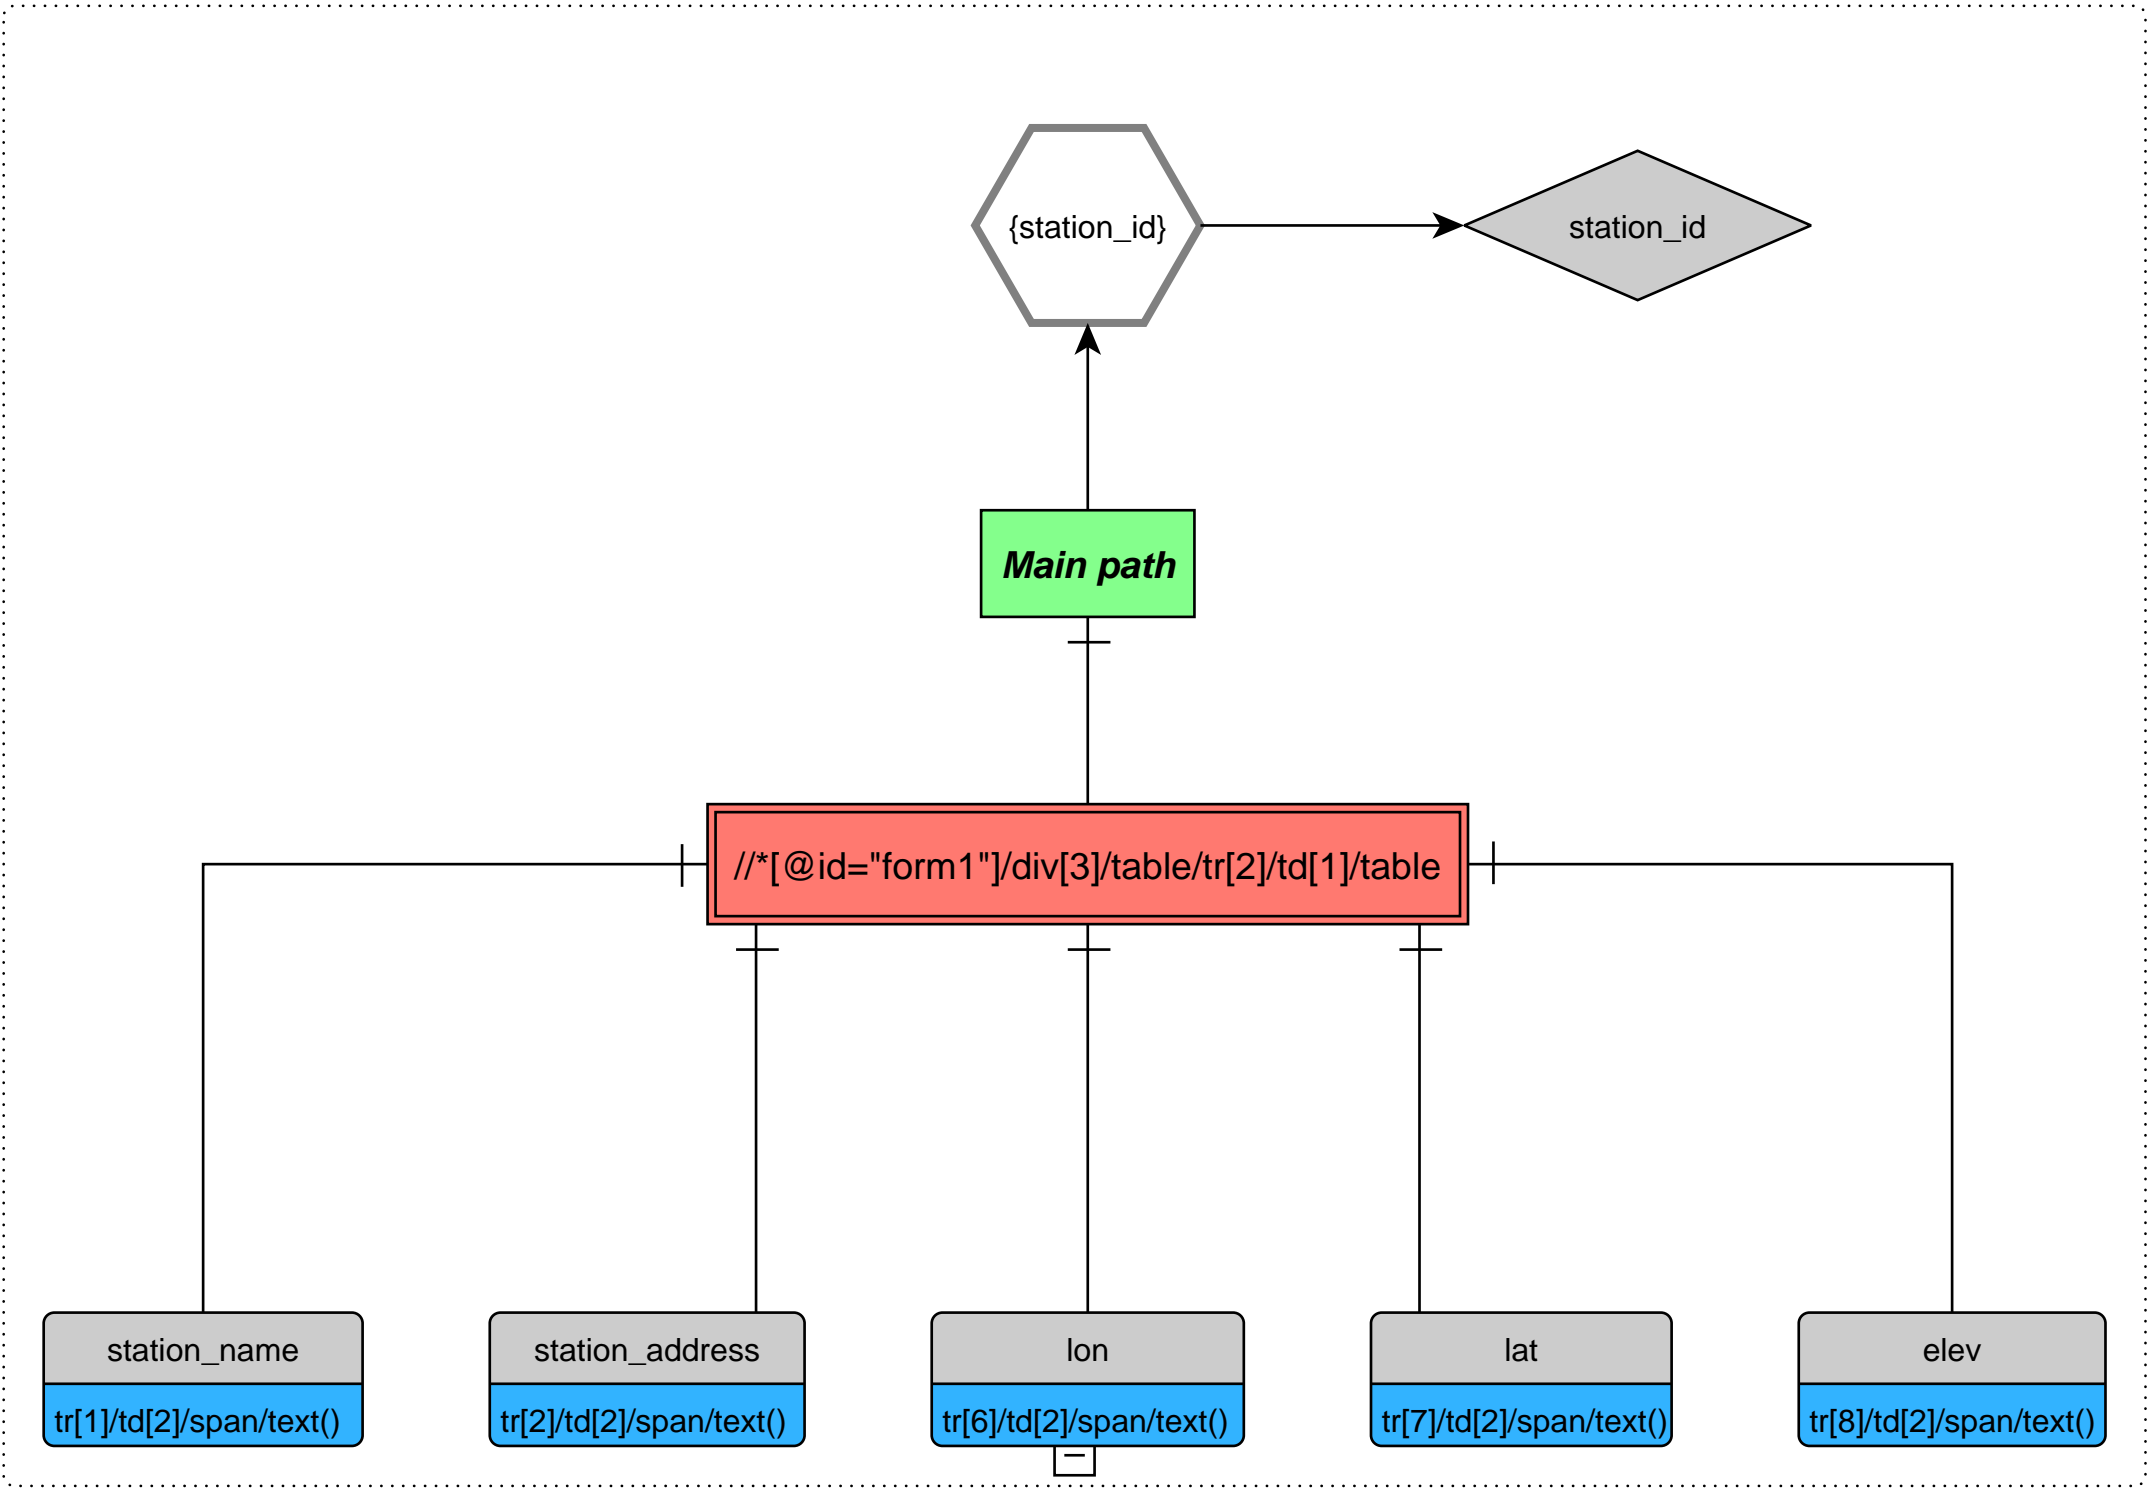 {station_id}
station_id
Main path
//*[@id="form1"]/div[3]/table/tr[2]/td[1]/table
station_name
tr[1]/td[2]/span/text()
station_address
tr[2]/td[2]/span/text()
lon
tr[6]/td[2]/span/text()
lat
tr[7]/td[2]/span/text()
elev
tr[8]/td[2]/span/text()